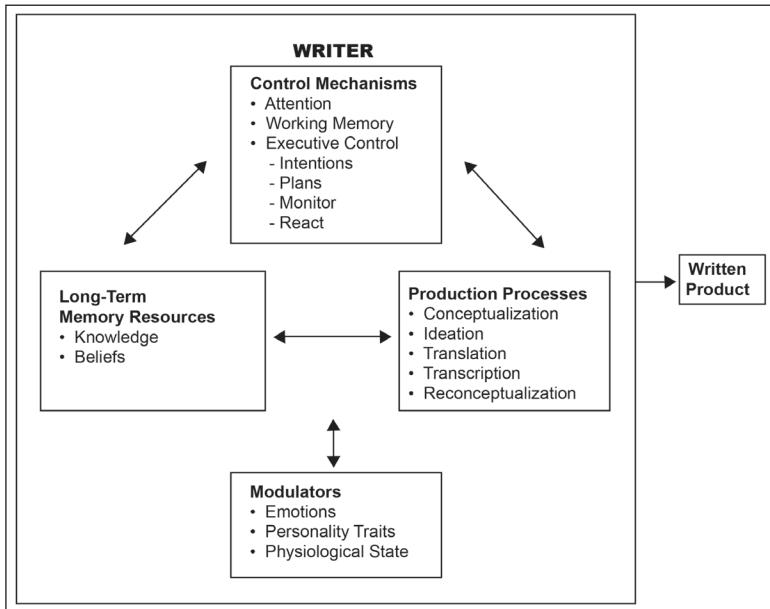 WRITER
Control Mechanisms
• Attention
• Working Memory
• Executive Control
- Intentions
- Plans
- Monitor
- React
Long-Term
Memory Resources
• Knowledge
• Beliefs
Production Processes
• Conceptualization
• Ideation
• Translation
• Transcription
• Reconceptualization
Written
Product
Modulators
• Emotions
• Personality Traits
• Physiological State